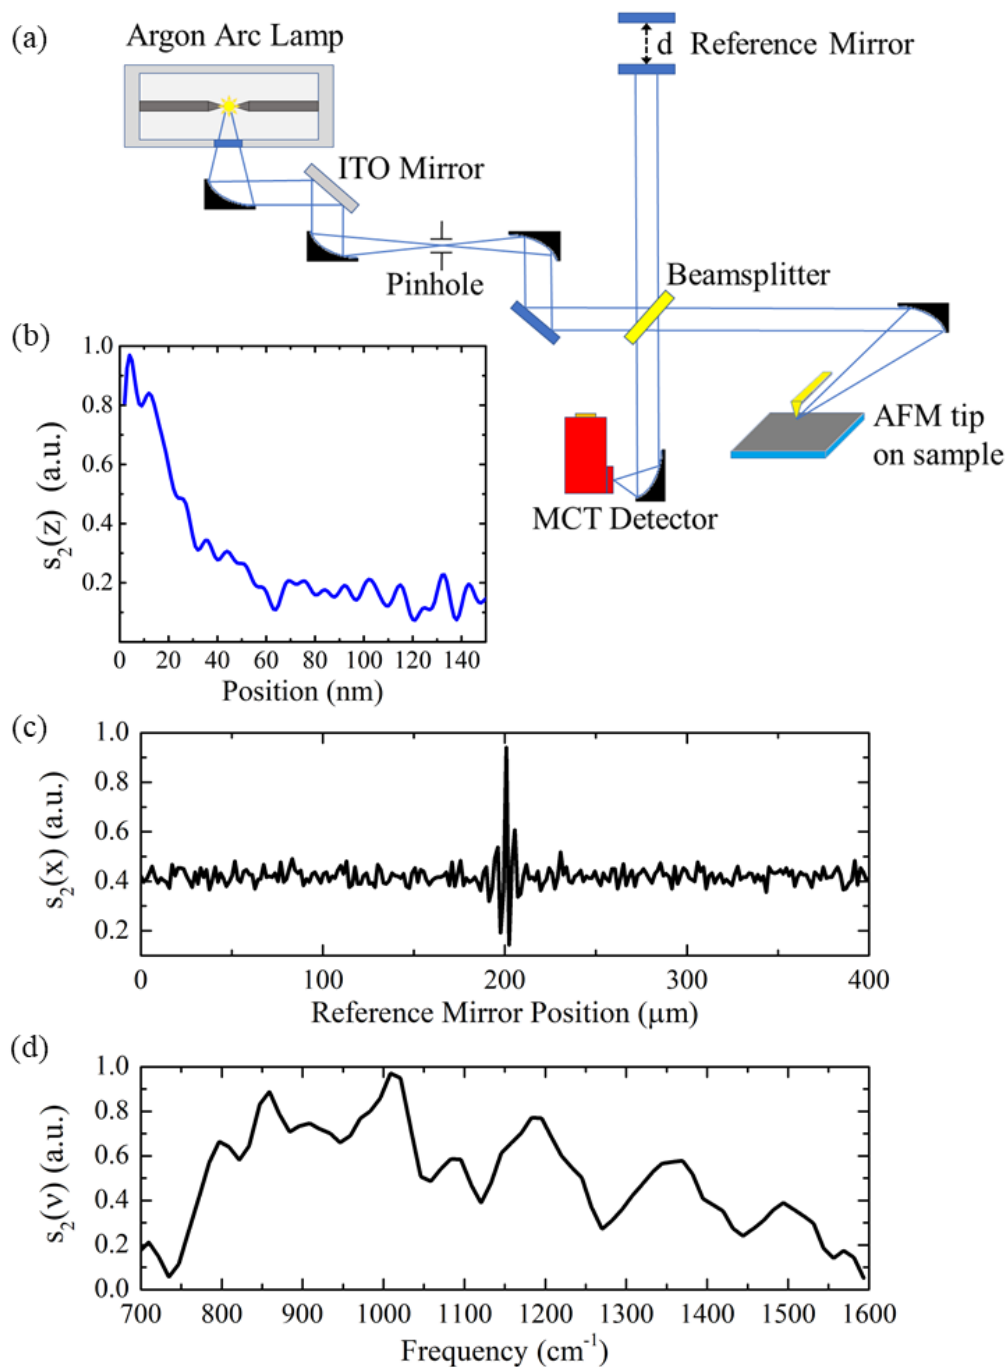 (a)
Argon Arc Lamp
d Reference Mirror
ITO Mirror
Pinhole
Beamsplitter
AFM tip
on sample
MCT Detector
(b)
s₂(z) (a.u.)
1.0
0.8
0.6
0.4
0.2
0 20 40 60 80 100 120 140
Position (nm)
(c)
s₂(x) (a.u.)
1.0
0.8
0.6
0.4
0.2
0 100 200 300 400
Reference Mirror Position (μm)
(d)
s₂(ν) (a.u.)
1.0
0.8
0.6
0.4
0.2
0.0
700 800 900 1000 1100 1200 1300 1400 1500 1600
Frequency (cm⁻¹)